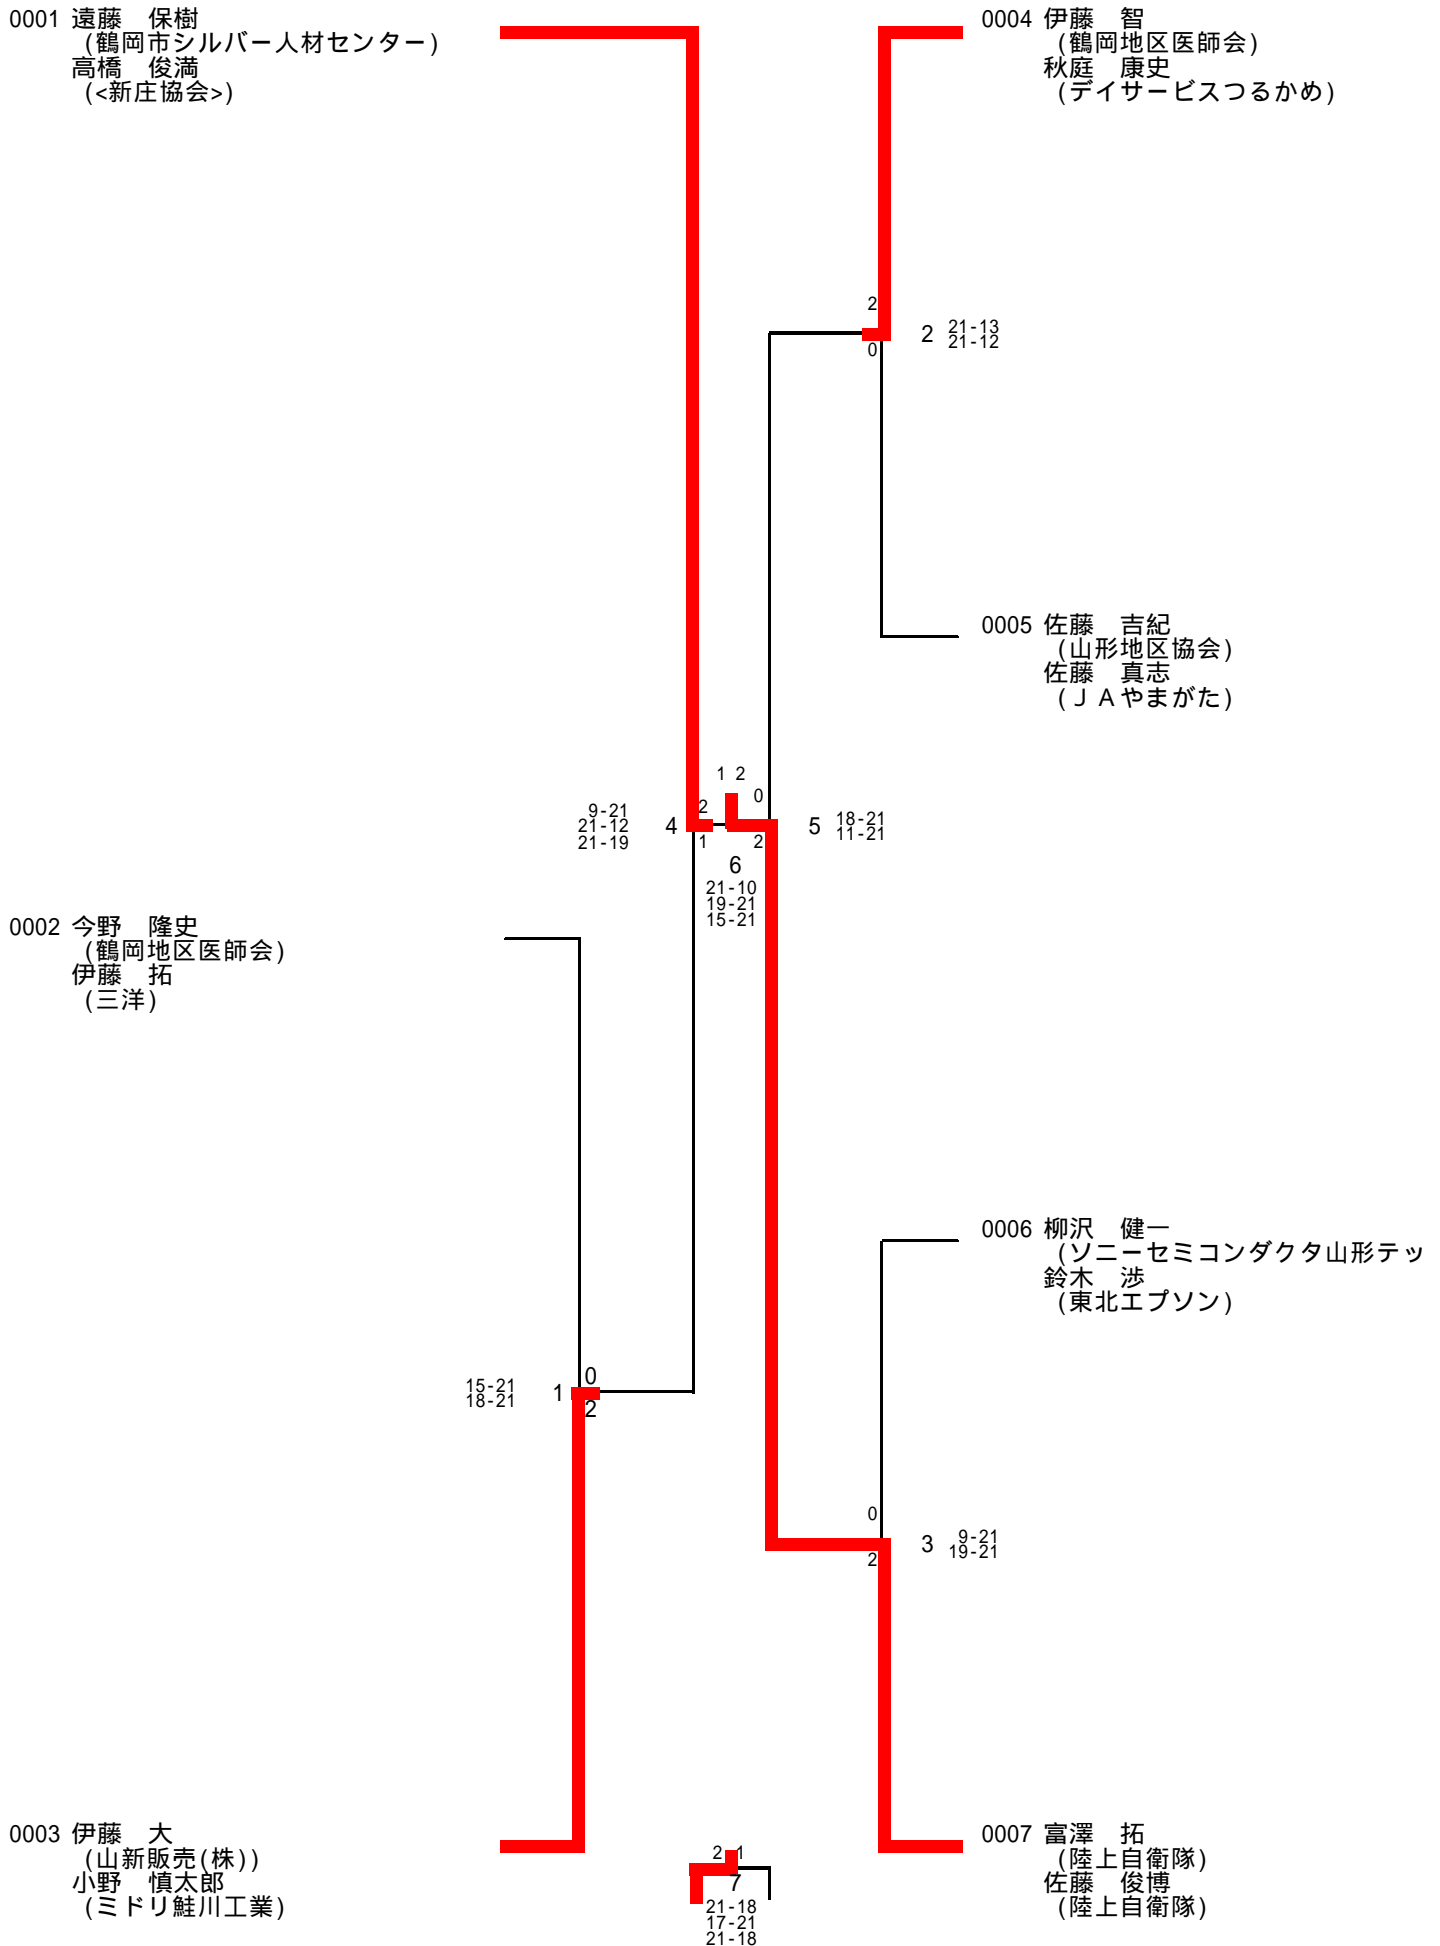 0001 遠藤　保樹
(鶴岡市シルバー人材センター)
高橋　俊満
(<新庄協会>)
0004 伊藤　智
(鶴岡地区医師会)
秋庭　康史
(デイサービスつるかめ)
2
0
2
21-13
21-12
0005 佐藤　吉紀
(山形地区協会)
佐藤　真志
(ＪＡやまがた)
1 2
9-21
21-12
21-19
4
2
1
0
2
5
18-21
11-21
6
21-10
19-21
15-21
0002 今野　隆史
(鶴岡地区医師会)
伊藤　拓
(三洋)
0006 柳沢　健一
(ソニーセミコンダクタ山形テッ
鈴木　渉
(東北エプソン)
15-21
18-21
1
0
2
0
2
3
9-21
19-21
0003 伊藤　大
(山新販売(株))
小野　慎太郎
(ミドリ鮭川工業)
2 1
7
21-18
17-21
21-18
0007 富澤　拓
(陸上自衛隊)
佐藤　俊博
(陸上自衛隊)